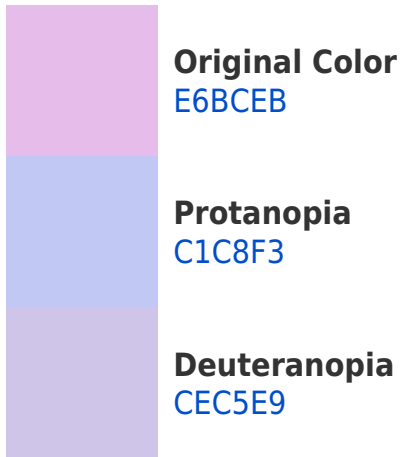 Original Color
E6BCEB
Protanopia
C1C8F3
Deuteranopia
CEC5E9